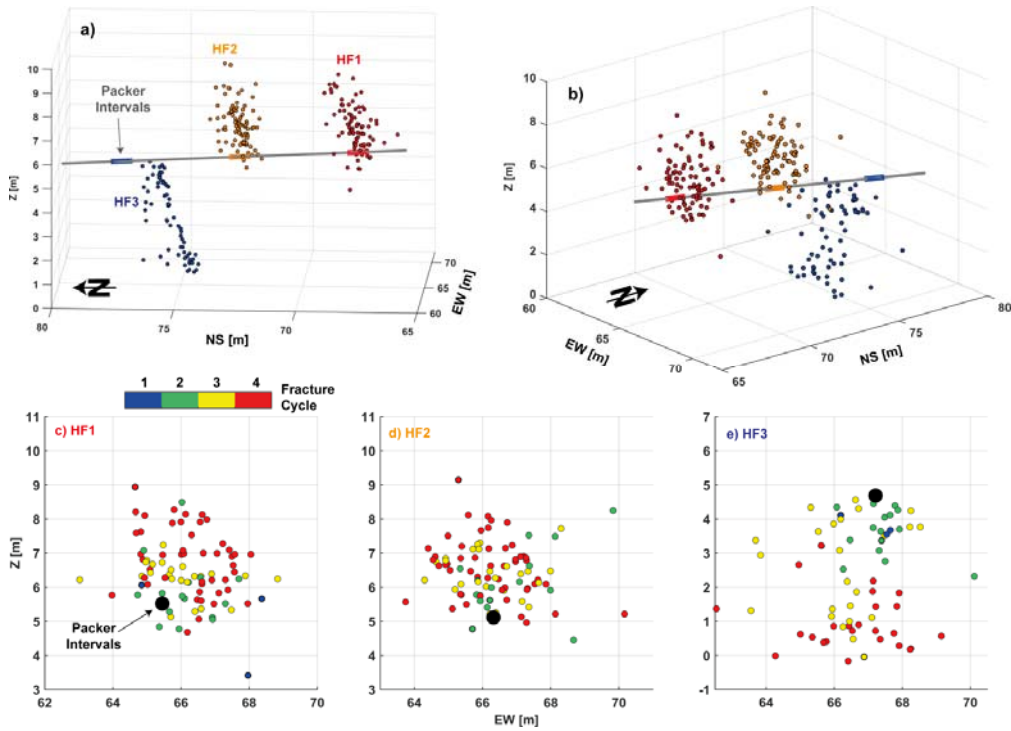 a)
HF2
HF1
Packer
Intervals
HF3
10
9
8
7
6
5
4
3
2
1
0
Z [m]
N
80
75
70
65
NS [m]
70
65
60
EW [m]
b)
10
8
6
4
2
0
Z [m]
N
60
65
70
EW [m]
65
70
75
80
NS [m]
1 2 3 4
Fracture
Cycle
c) HF1
11
10
9
8
7
6
5
4
3
Z [m]
Packer
Intervals
62 64 66 68 70
d) HF2
11
10
9
8
7
6
5
4
3
64 66 68 70
EW [m]
e) HF3
7
6
5
4
3
2
1
0
-1
64 66 68 70